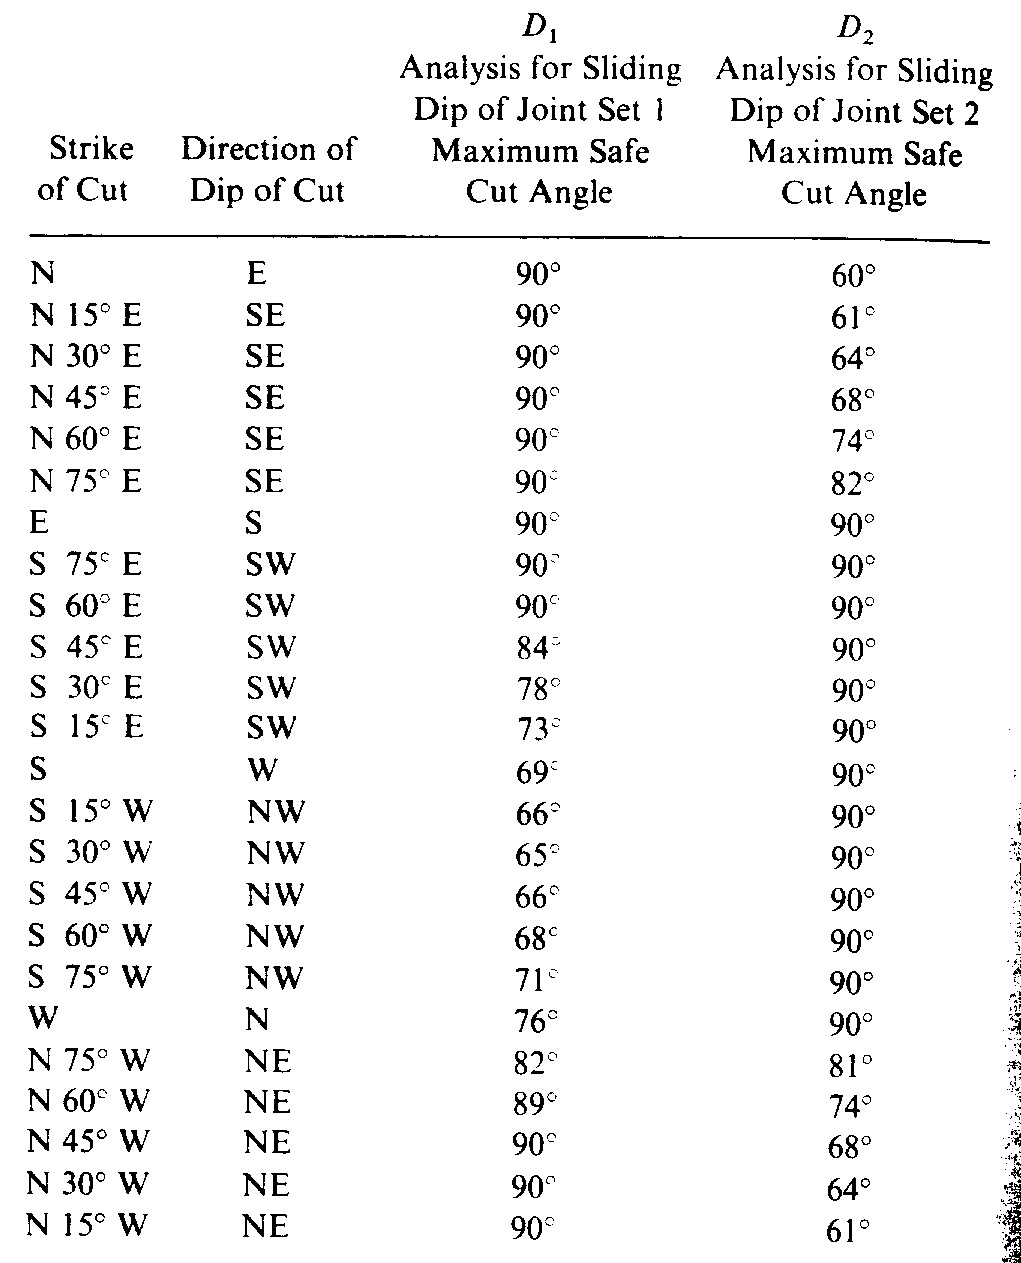 D1 D2
Analysis for Sliding Analysis for Sliding
Dip of Joint Set 1 Dip of Joint Set 2
Strike Direction of Maximum Safe Maximum Safe
of Cut Dip of Cut Cut Angle Cut Angle
N E 90° 60°
N 15° E SE 90° 61°
N 30° E SE 90° 64°
N 45° E SE 90° 68°
N 60° E SE 90° 74°
N 75° E SE 90° 82°
E S 90° 90°
S 75° E SW 90° 90°
S 60° E SW 90° 90°
S 45° E SW 84° 90°
S 30° E SW 78° 90°
S 15° E SW 73° 90°
S W 69° 90°
S 15° W NW 66° 90°
S 30° W NW 65° 90°
S 45° W NW 66° 90°
S 60° W NW 68° 90°
S 75° W NW 71° 90°
W N 76° 90°
N 75° W NE 82° 81°
N 60° W NE 89° 74°
N 45° W NE 90° 68°
N 30° W NE 90° 64°
N 15° W NE 90° 61°